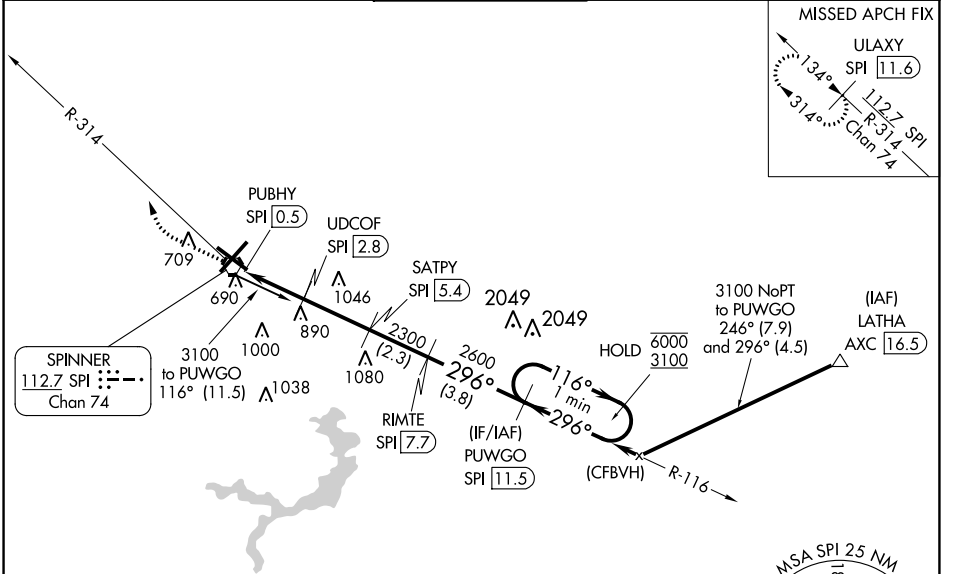 MISSED APCH FIX
ULAXY
SPI 11.6
134°
314°
112.7 SPI
R-314
Chan 74
R-314
PUBHY
SPI 0.5
UDCOF
SPI 2.8
SATPY
SPI 5.4
709
690
890
1046
1000
1038
1080
2049
2049
2300
(2.3)
2600
296°
(3.8)
HOLD 6000
3100
116°
1 min
296°
3100 NoPT
to PUWGO
246° (7.9)
and 296° (4.5)
(IAF)
LATHA
AXC 16.5
SPINNER
112.7 SPI
Chan 74
3100
to PUWGO
116° (11.5)
RIMTE
SPI 7.7
(IF/IAF)
PUWGO
SPI 11.5
(CFBVH)
R-116
MSA SPI 25 NM